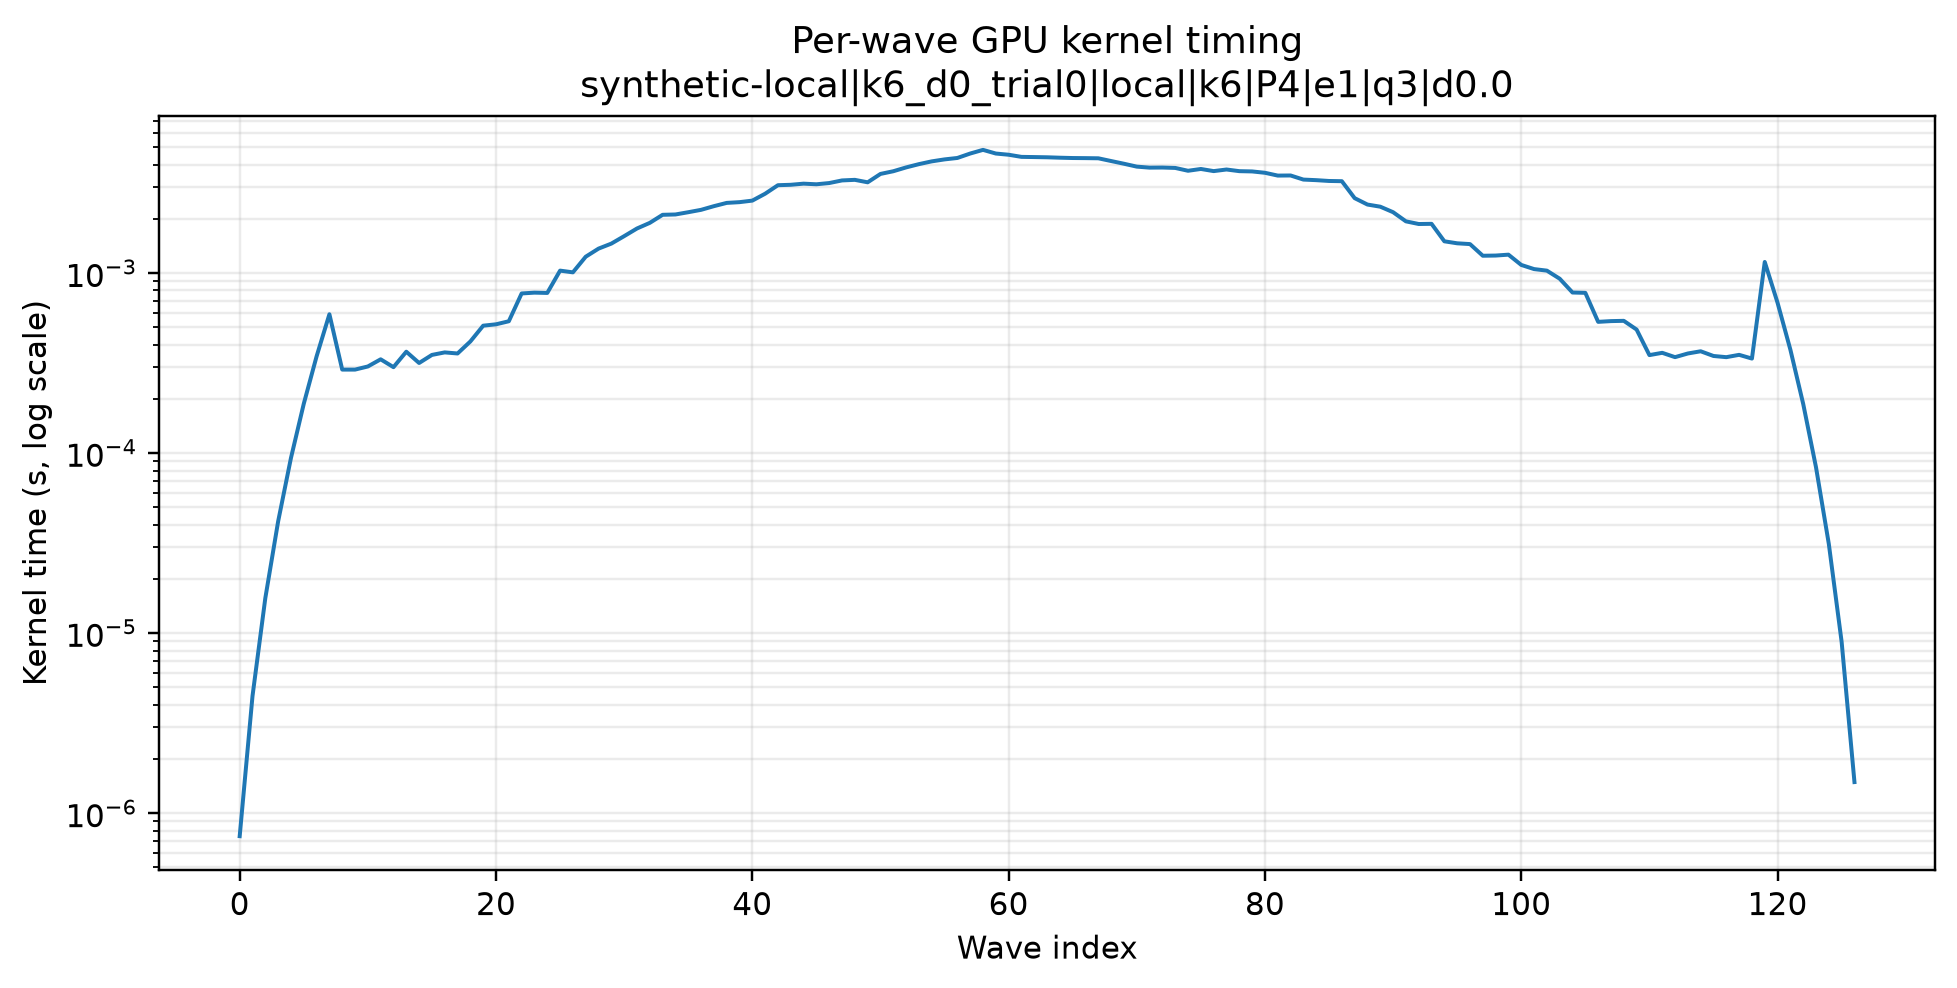 Per-wave GPU kernel timing
synthetic-local|k6_d0_trial0|local|k6|P4|e1|q3|d0.0
Kernel time (s, log scale)
10⁻³
10⁻⁴
10⁻⁵
10⁻⁶
0 20 40 60 80 100 120
Wave index